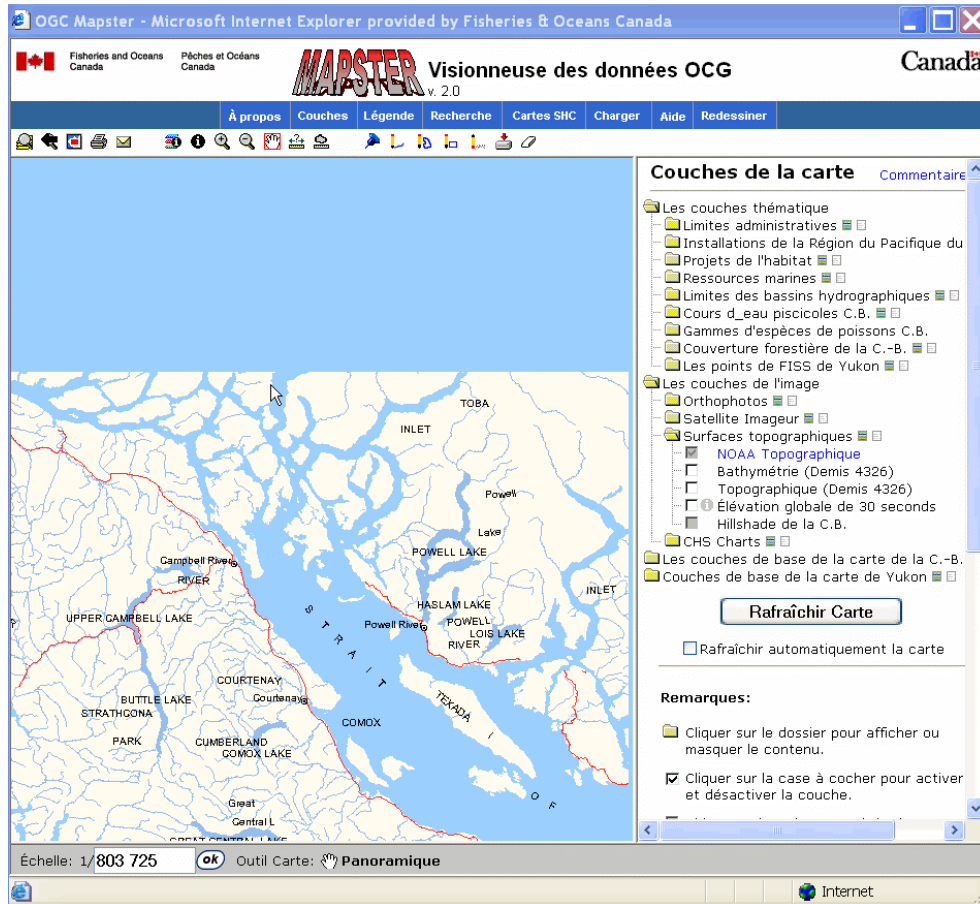 OGC Mapster - Microsoft Internet Explorer provided by Fisheries & Oceans Canada
Fisheries and Oceans Canada
Pêches et Océans Canada
MAPSTER
v. 2.0
Visionneuse des données OCG
Canada
À propos Couches Légende Recherche Cartes SHC Charger Aide Redessiner
TOBA
INLET
Powell
Lake
POWELL LAKE
Campbell River
RIVER
INLET
HASLAM LAKE
UPPER CAMPBELL LAKE
Powell River
POWELL
RIVER
LOIS LAKE
STRAIT
COURTENAY
Courtenay
BUTTLE LAKE
STRATHCONA
TEXADA I
COMOX
PARK
CUMBERLAND
COMOX LAKE
OF
Great
Central L
GREAT CENTRAL LAKE
Couches de la carte
Commentaire
Les couches thématique
Limites administratives
Installations de la Région du Pacifique du
Projets de l'habitat
Ressources marines
Limites des bassins hydrographiques
Cours d_eau piscicoles C.B.
Gammes d'espèces de poissons C.B.
Couverture forestière de la C.-B.
Les points de FISS de Yukon
Les couches de l'image
Orthophotos
Satellite Imageur
Surfaces topographiques
NOAA Topographique
Bathymétrie (Demis 4326)
Topographique (Demis 4326)
Élévation globale de 30 seconds
Hillshade de la C.B.
CHS Charts
Les couches de base de la carte de la C.-B.
Couches de base de la carte de Yukon
Rafraîchir Carte
Rafraîchir automatiquement la carte
Remarques:
Cliquer sur le dossier pour afficher ou
masquer le contenu.
Cliquer sur la case à cocher pour activer
et désactiver la couche.
Échelle: 1/ 803 725 ok Outil Carte: Panoramique
Internet